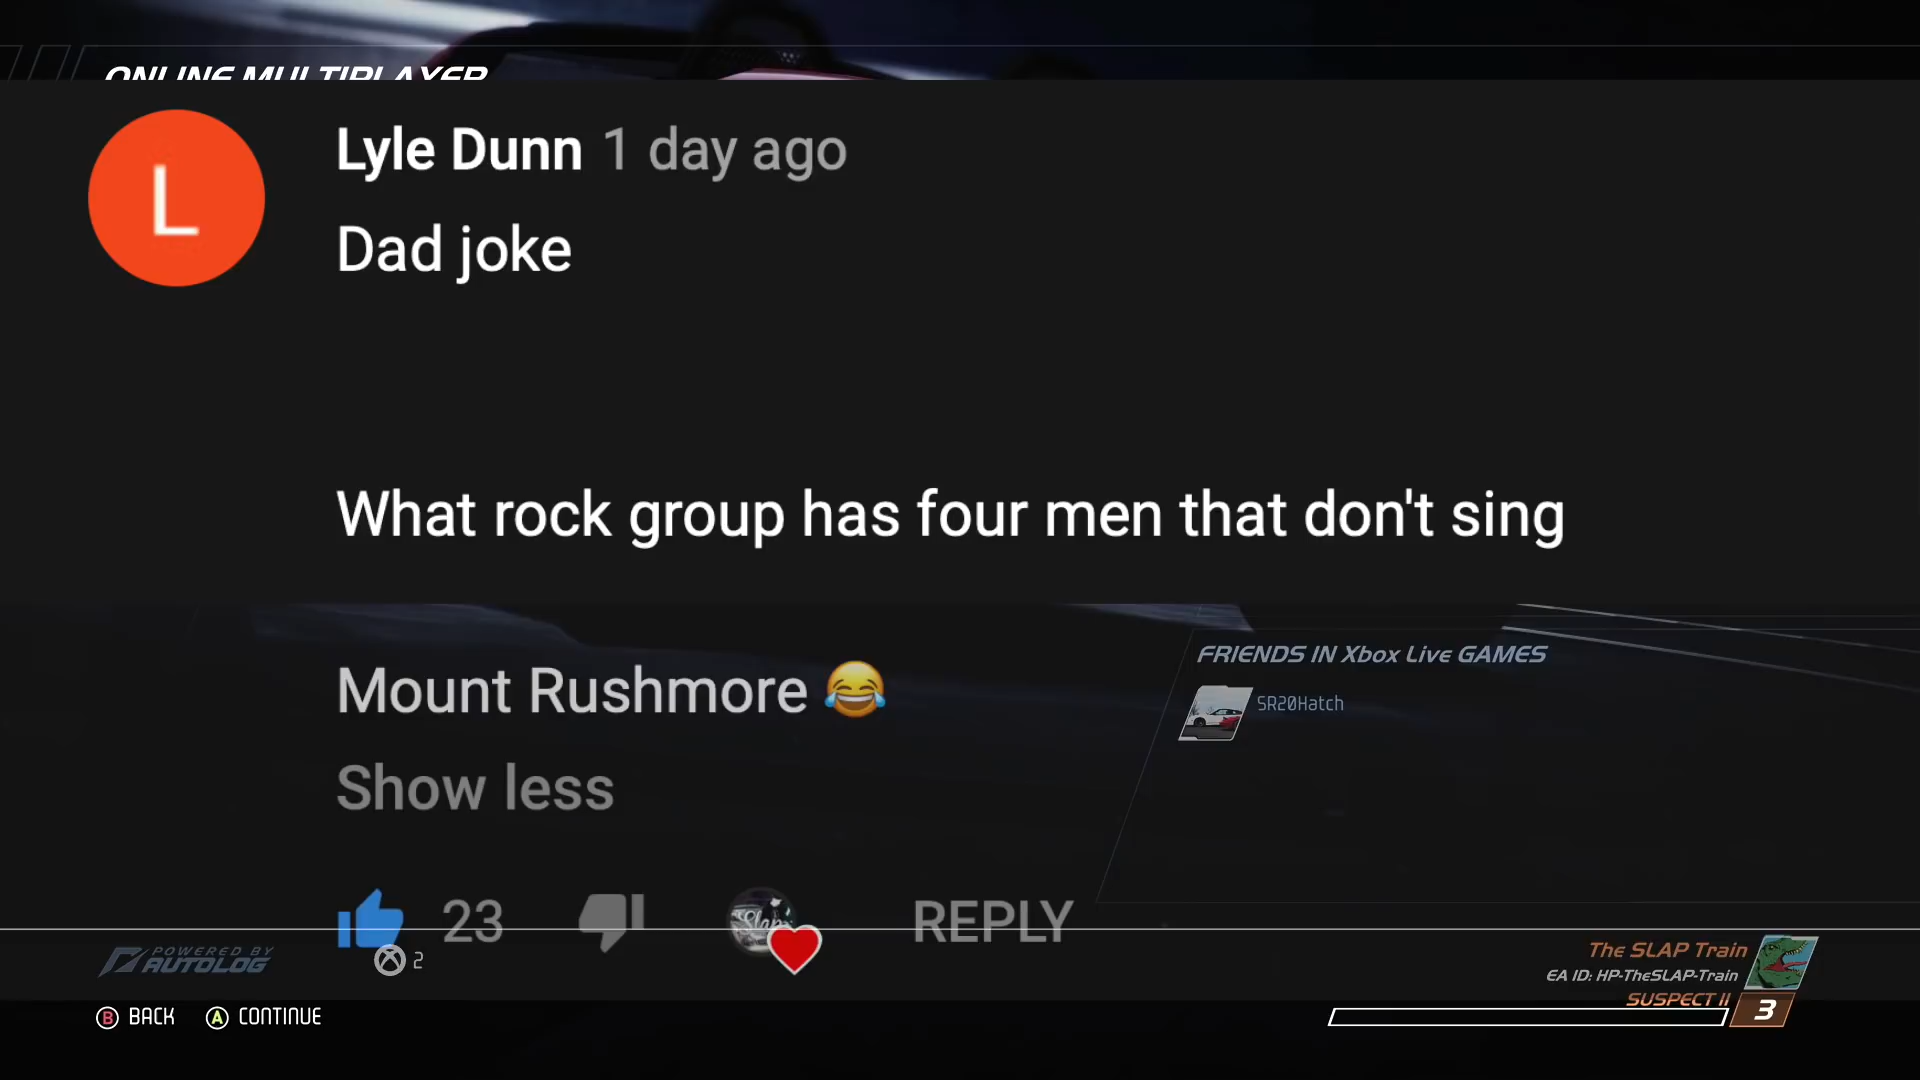 ONLINE MULTIPLAYER
L
Lyle Dunn 1 day ago
Dad joke
What rock group has four men that don't sing
FRIENDS IN Xbox Live GAMES
Mount Rushmore 😂
SR20Hatch
Show less
23
REPLY
POWERED BY
AUTOLOG
2
The SLAP Train
EA ID: HP-TheSLAP-Train
SUSPECT II
3
B BACK A CONTINUE